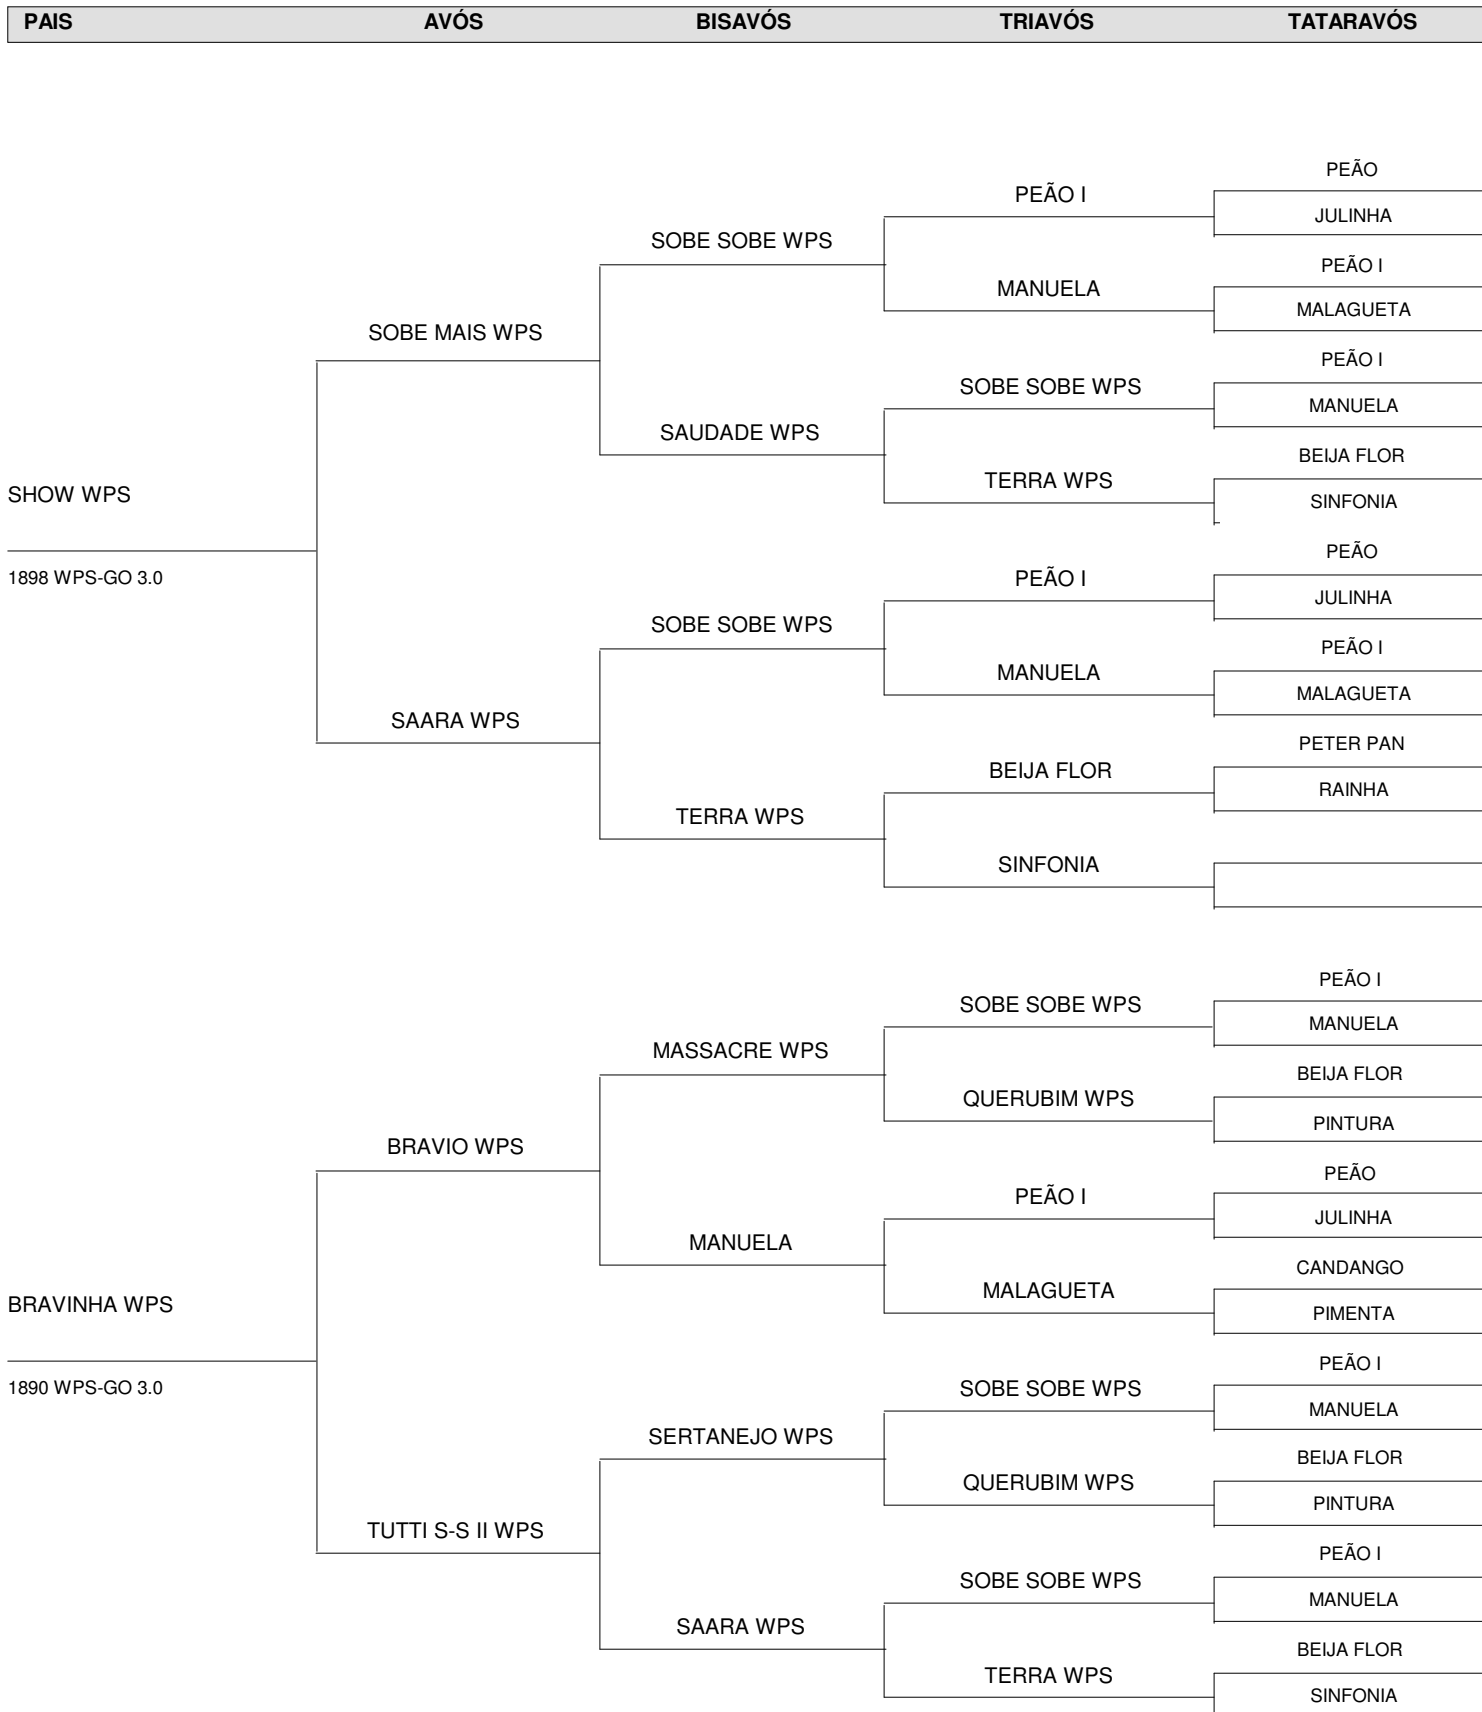 PAIS AVÓS BISAVÓS TRIAVÓS TATARAVÓS
PEÃO
PEÃO I
JULINHA
SOBE SOBE WPS
PEÃO I
MANUELA
MALAGUETA
SOBE MAIS WPS
PEÃO I
SOBE SOBE WPS
MANUELA
SAUDADE WPS
BEIJA FLOR
TERRA WPS
SHOW WPS
SINFONIA
PEÃO
1898 WPS-GO 3.0
PEÃO I
JULINHA
SOBE SOBE WPS
PEÃO I
MANUELA
MALAGUETA
SAARA WPS
PETER PAN
BEIJA FLOR
RAINHA
TERRA WPS
SINFONIA
PEÃO I
SOBE SOBE WPS
MANUELA
MASSACRE WPS
BEIJA FLOR
QUERUBIM WPS
PINTURA
BRAVIO WPS
PEÃO
PEÃO I
JULINHA
MANUELA
CANDANGO
MALAGUETA
BRAVINHA WPS
PIMENTA
PEÃO I
1890 WPS-GO 3.0
SOBE SOBE WPS
MANUELA
SERTANEJO WPS
BEIJA FLOR
QUERUBIM WPS
PINTURA
TUTTI S-S II WPS
PEÃO I
SOBE SOBE WPS
MANUELA
SAARA WPS
BEIJA FLOR
TERRA WPS
SINFONIA